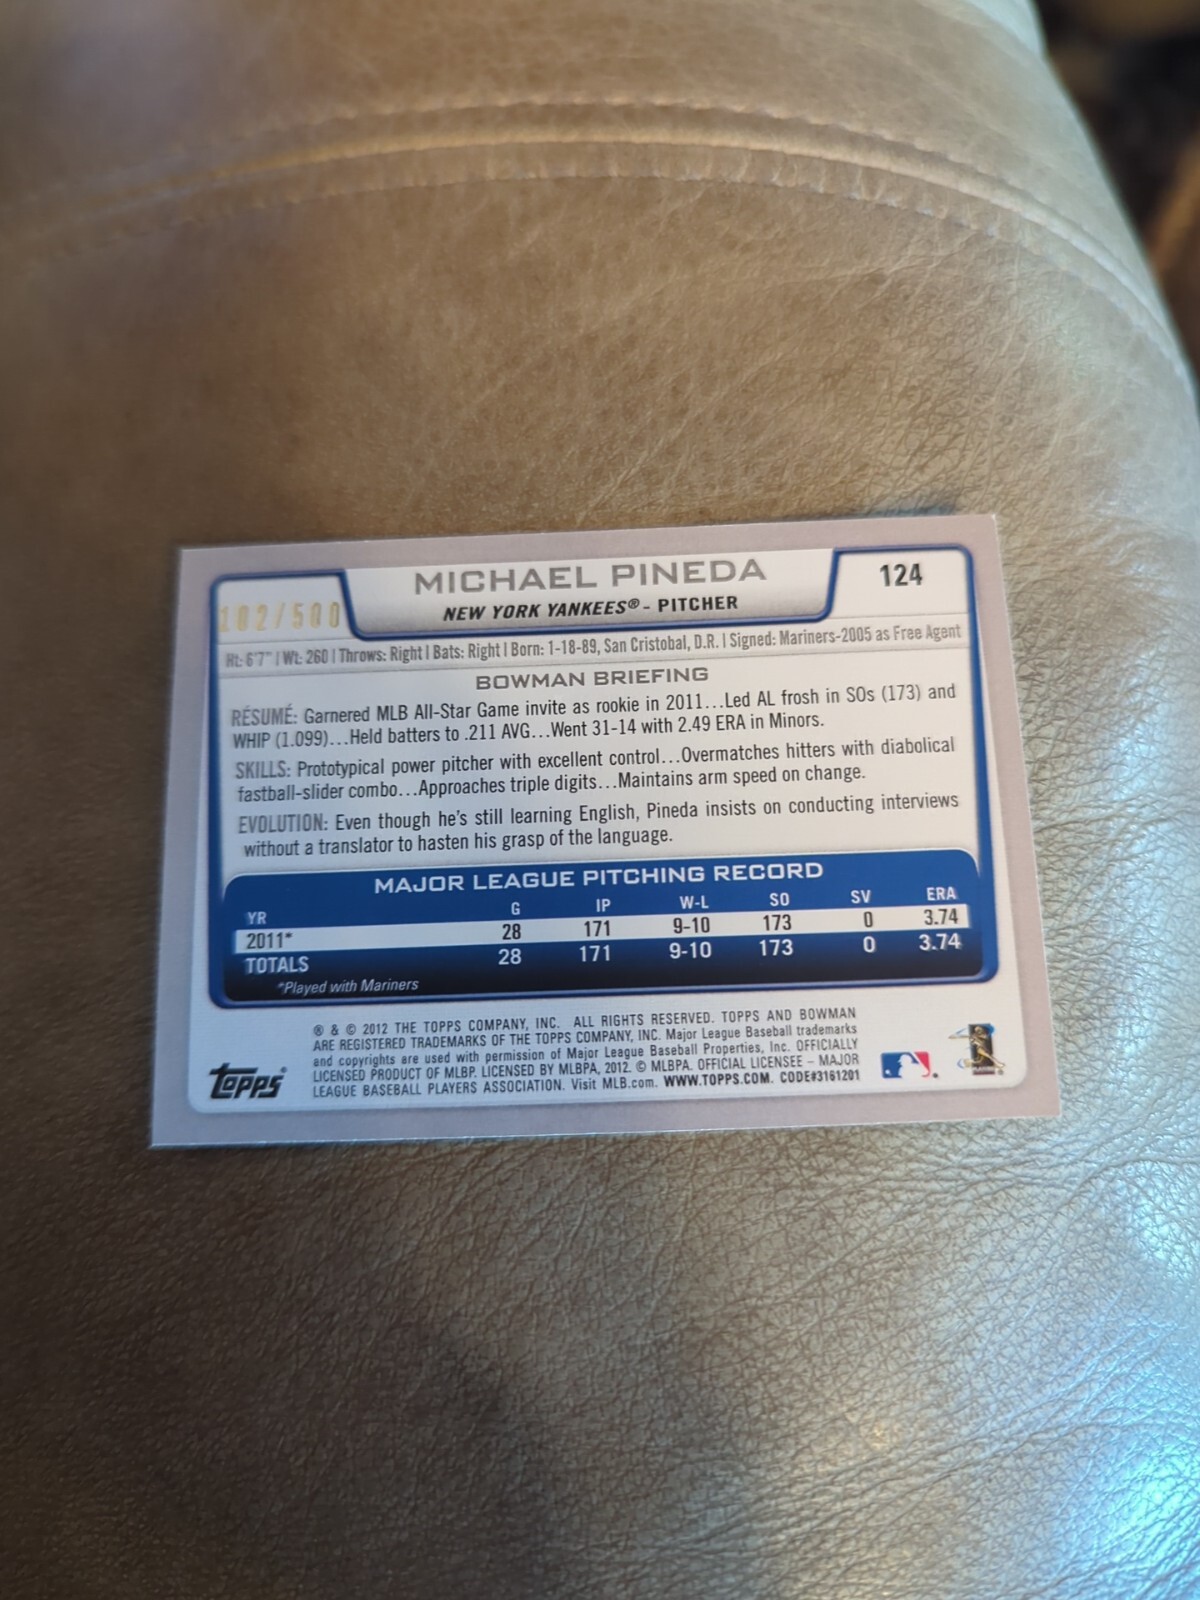 MICHAEL PINEDA
124
102/500
NEW YORK YANKEES® - PITCHER
Ht: 6'7" | Wt: 260 | Throws: Right | Bats: Right | Born: 1-18-89, San Cristobal, D.R. | Signed: Mariners-2005 as Free Agent
BOWMAN BRIEFING
RÉSUMÉ: Garnered MLB All-Star Game invite as rookie in 2011...Led AL frosh in SOs (173) and
WHIP (1.099)...Held batters to .211 AVG...Went 31-14 with 2.49 ERA in Minors.
SKILLS: Prototypical power pitcher with excellent control...Overmatches hitters with diabolical
fastball-slider combo...Approaches triple digits...Maintains arm speed on change.
EVOLUTION: Even though he's still learning English, Pineda insists on conducting interviews
without a translator to hasten his grasp of the language.
MAJOR LEAGUE PITCHING RECORD
YR G IP W-L SO SV ERA
2011* 28 171 9-10 173 0 3.74
TOTALS 28 171 9-10 173 0 3.74
*Played with Mariners
® & © 2012 THE TOPPS COMPANY, INC. ALL RIGHTS RESERVED. TOPPS AND BOWMAN
ARE REGISTERED TRADEMARKS OF THE TOPPS COMPANY, INC. Major League Baseball trademarks
and copyrights are used with permission of Major League Baseball Properties, Inc. OFFICIALLY
LICENSED PRODUCT OF MLBP. LICENSED BY MLBPA, 2012. © MLBPA. OFFICIAL LICENSEE – MAJOR
LEAGUE BASEBALL PLAYERS ASSOCIATION. Visit MLB.com. WWW.TOPPS.COM. CODE#3161201
Topps